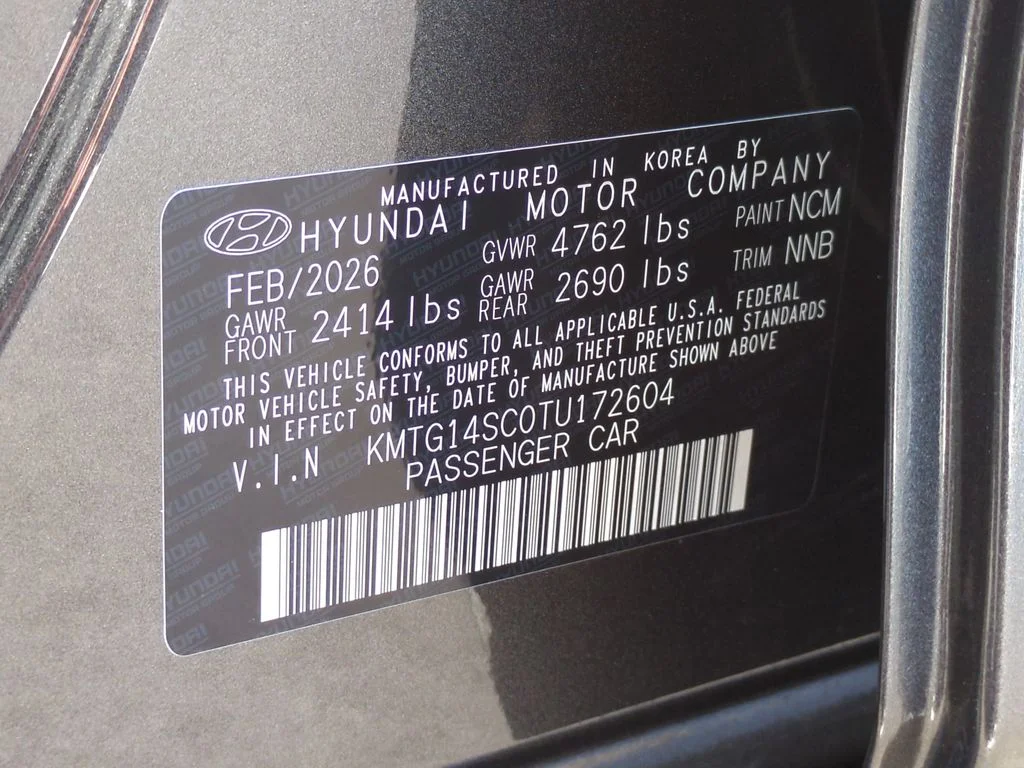 MANUFACTURED IN KOREA BY
HYUNDAI MOTOR COMPANY
FEB/2026 GVWR 4762 lbs PAINT NCM
GAWR FRONT 2414 lbs GAWR REAR 2690 lbs TRIM NNB
THIS VEHICLE CONFORMS TO ALL APPLICABLE U.S.A. FEDERAL
MOTOR VEHICLE SAFETY, BUMPER, AND THEFT PREVENTION STANDARDS
IN EFFECT ON THE DATE OF MANUFACTURE SHOWN ABOVE
V.I.N KMTG14SC0TU172604
PASSENGER CAR